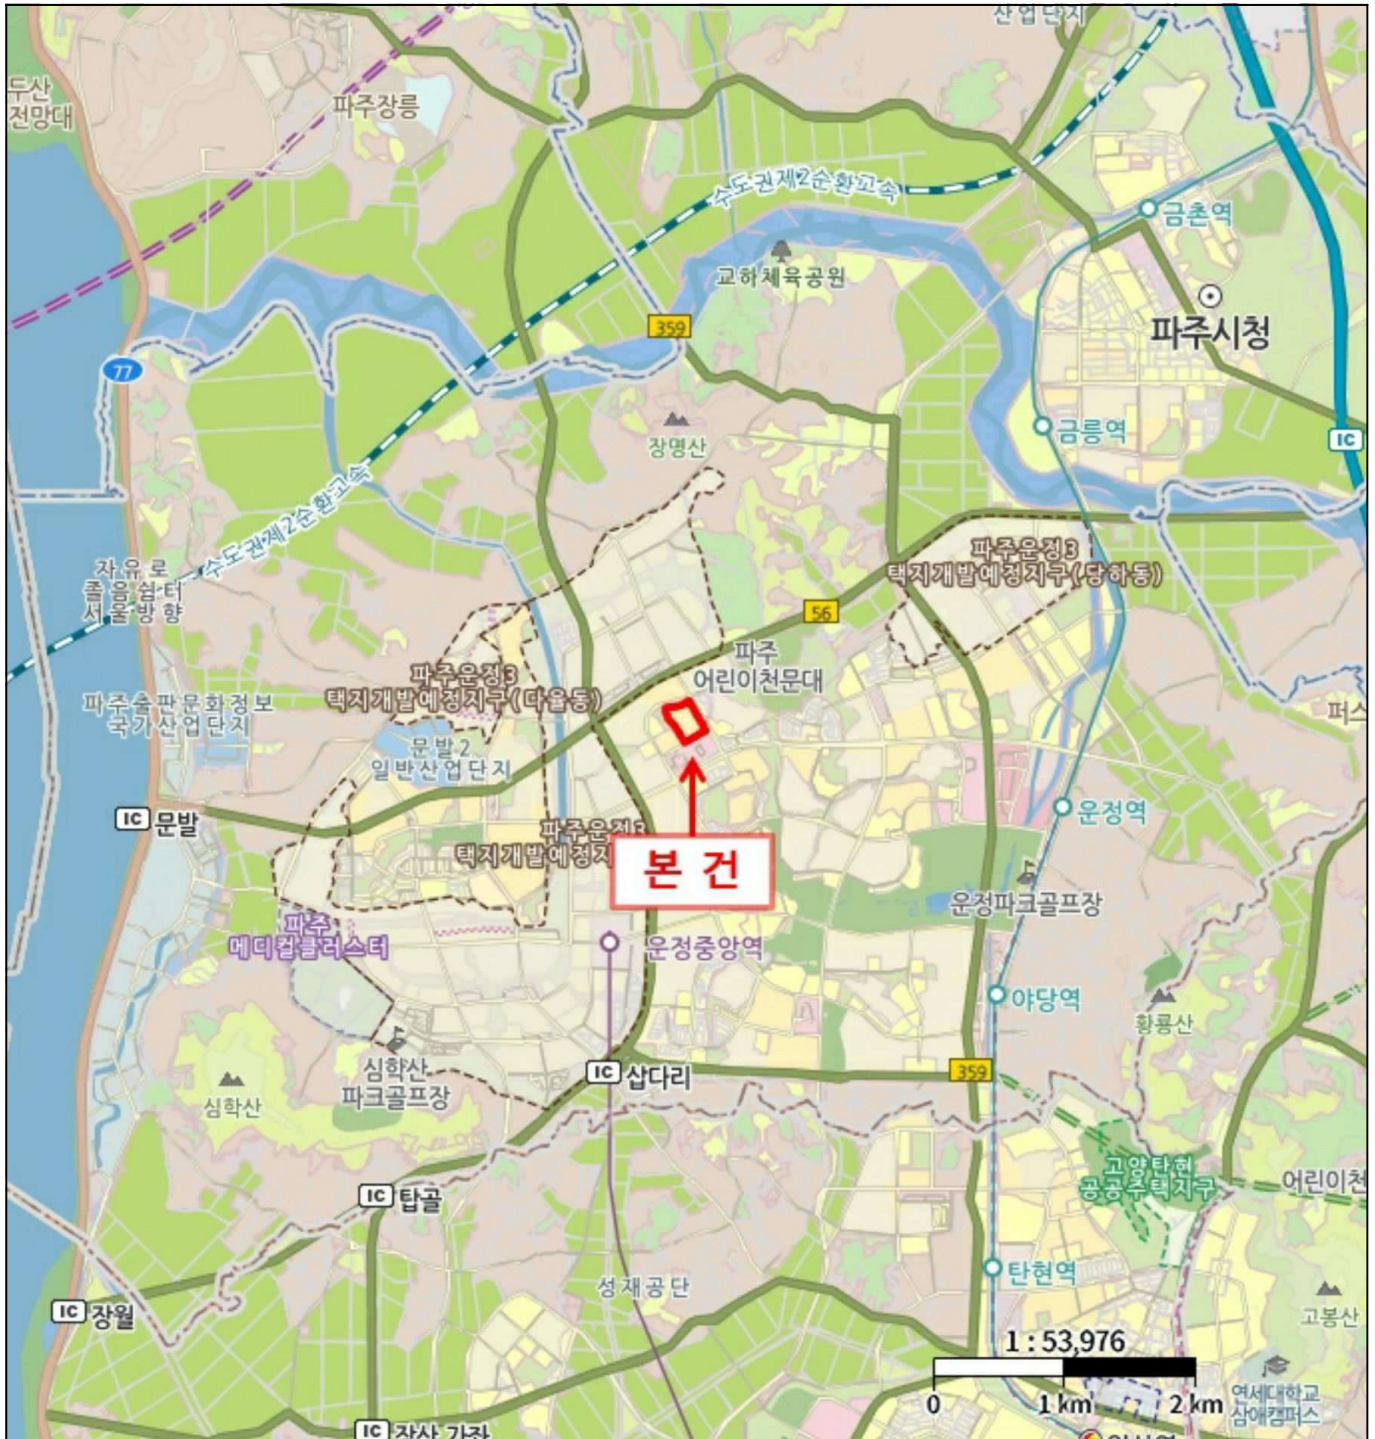 산업단지
두산
전망대
파주장릉
수도권제2순환고속
금촌역
교하체육공원
359
파주시청
77
금릉역
IC
장명산
수도권제2순환고속
파주운정3
택지개발예정지구(당하동)
자유로
졸음쉼터
서울방향
56
파주
어린이천문대
파주운정3
택지개발예정지구(다율동)
파주출판문화정보
국가산업단지
퍼스
문발2
일반산업단지
IC 문발
운정역
파주운정3
택지개발예정지
본 건
운정파크골프장
파주
메디컬클러스터
운정중앙역
야당역
황룡산
심학산
파크골프장
심학산
IC 삽다리
359
고양탄현
공공주택지구
어린이천
IC 탑골
탄현역
성재공단
IC 장월
고봉산
1 : 53,976
0 1 km 2 km
연세대학교
삼애캠퍼스
IC